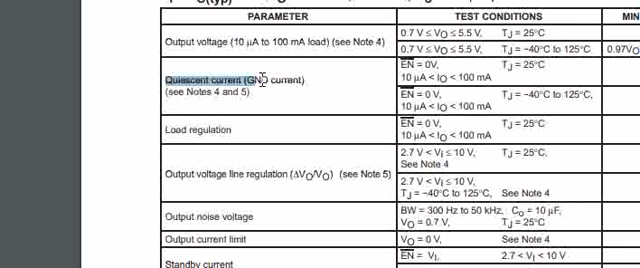 PARAMETER TEST CONDITIONS MIN
Output voltage (10 µA to 100 mA load) (see Note 4)
0.7 V ≤ VO ≤ 5.5 V, TJ = 25°C
0.7 V ≤ VO ≤ 5.5 V, TJ = −40°C to 125°C 0.97VO
Quiescent current (GND current)
(see Notes 4 and 5)
EN = 0V, TJ = 25°C
10 µA < IO < 100 mA
EN = 0 V, TJ = −40°C to 125°C,
10 µA < IO < 100 mA
Load regulation
EN = 0 V, TJ = 25°C
10 µA < IO < 100 mA
Output voltage line regulation (ΔVO/VO) (see Note 5)
2.7 V < VI ≤ 10 V, TJ = 25°C,
See Note 4
2.7 V < VI ≤ 10 V,
TJ = −40°C to 125°C, See Note 4
Output noise voltage
BW = 300 Hz to 50 kHz, Co = 10 µF,
VO = 0.7 V, TJ = 25°C
Output current limit VO = 0 V, See Note 4
Standby current
EN = VI, 2.7 < VI < 10 V